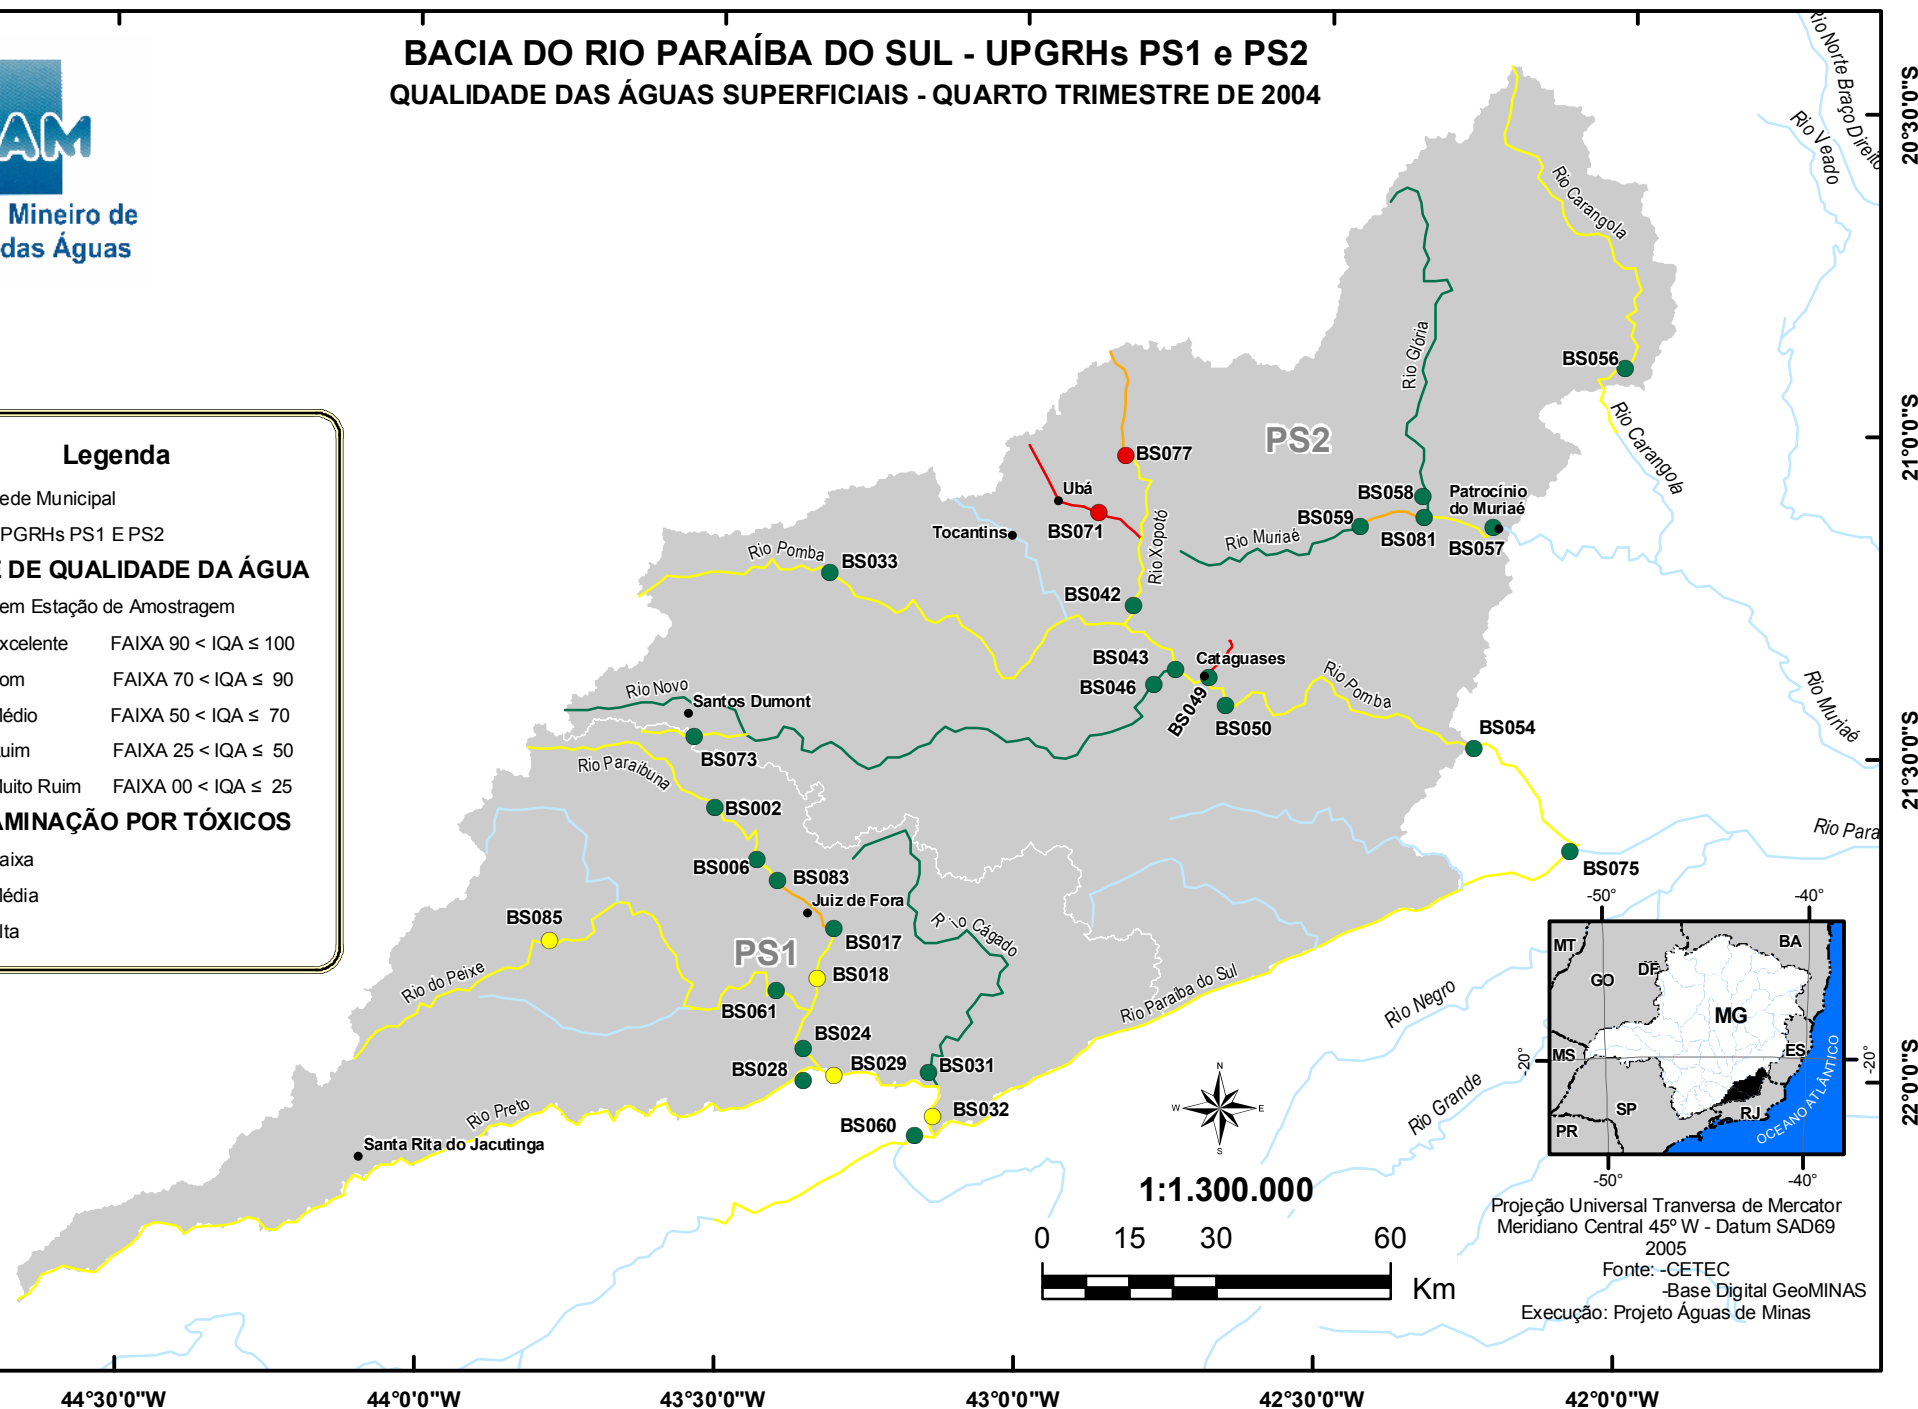 BACIA DO RIO PARAÍBA DO SUL - UPGRHs PS1 e PS2
QUALIDADE DAS ÁGUAS SUPERFICIAIS - QUARTO TRIMESTRE DE 2004
AM
Mineiro de
das Águas
Legenda
ede Municipal
PGRHs PS1 E PS2
E DE QUALIDADE DA ÁGUA
em Estação de Amostragem
xcelente FAIXA 90 < IQA ≤ 100
om FAIXA 70 < IQA ≤ 90
Médio FAIXA 50 < IQA ≤ 70
uim FAIXA 25 < IQA ≤ 50
Muito Ruim FAIXA 00 < IQA ≤ 25
AMINAÇÃO POR TÓXICOS
aixa
Média
lta
Rio Norte Braço Direito
Rio Veado
Rio Carangola
Rio Glória
BS056
Rio Carangola
PS2
BS077
Ubá
BS071
Tocantins
Rio Xopotó
BS058
Patrocínio
do Muriaé
BS059
BS081
BS057
Rio Muriaé
Rio Pomba
BS033
BS042
BS043
Cataguases
BS046
BS049
BS050
Rio Pomba
BS054
Rio Muriaé
Rio Novo
Santos Dumont
BS073
Rio Paraibuna
BS002
BS006
BS083
Juiz de Fora
BS017
Rio Cágado
BS085
PS1
BS018
Rio do Peixe
BS061
BS024
BS028
BS029
BS031
BS032
BS060
Rio Preto
Santa Rita do Jacutinga
Rio Paraíba do Sul
Rio Para
BS075
Rio Negro
Rio Grande
N
W E
S
1:1.300.000
0 15 30 60
Km
-50° -40°
MT
BA
GO
DF
MG
MS
ES
SP
RJ
PR
OCEANO ATLÂNTICO
-20° -20°
-50° -40°
Projeção Universal Tranversa de Mercator
Meridiano Central 45º W - Datum SAD69
2005
Fonte: -CETEC
-Base Digital GeoMINAS
Execução: Projeto Águas de Minas
20°30'0"S
21°0'0"S
21°30'0"S
22°0'0"S
44°30'0"W 44°0'0"W 43°30'0"W 43°0'0"W 42°30'0"W 42°0'0"W